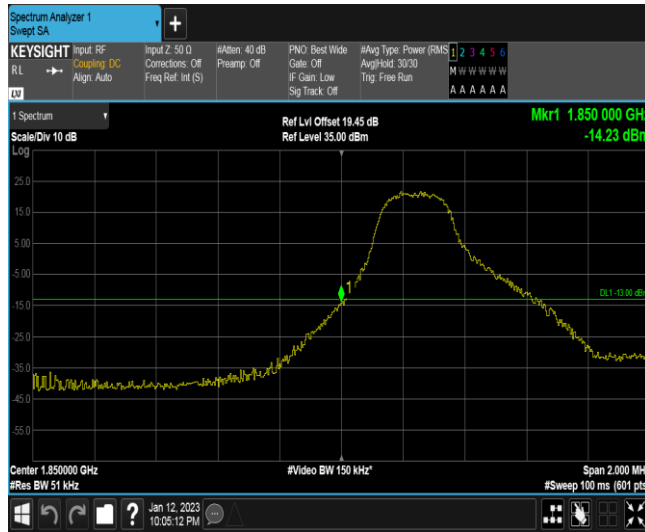 Spectrum Analyzer 1
Swept SA
+
KEYSIGHT
RL
Input: RF
Coupling: DC
Align: Auto
Input Z: 50 Ω
Corrections: Off
Freq Ref: Int (S)
#Atten: 40 dB
Preamp: Off
PNO: Best Wide
Gate: Off
IF Gain: Low
Sig Track: Off
#Avg Type: Power (RMS
Avg|Hold: 30/30
Trig: Free Run
1 2 3 4 5 6
M W W W W W
A A A A A A
LXI
1 Spectrum
Scale/Div 10 dB
Log
Ref Lvl Offset 19.45 dB
Ref Level 35.00 dBm
Mkr1 1.850 000 GH
-14.23 dBm
25.0
15.0
5.00
-5.00
-15.0
-25.0
-35.0
-45.0
-55.0
1
DL1 -13.00 dBm
Center 1.850000 GHz
#Res BW 51 kHz
#Video BW 150 kHz*
Span 2.000 MH
#Sweep 100 ms (601 pts
?
Jan 12, 2023
10:05:12 PM